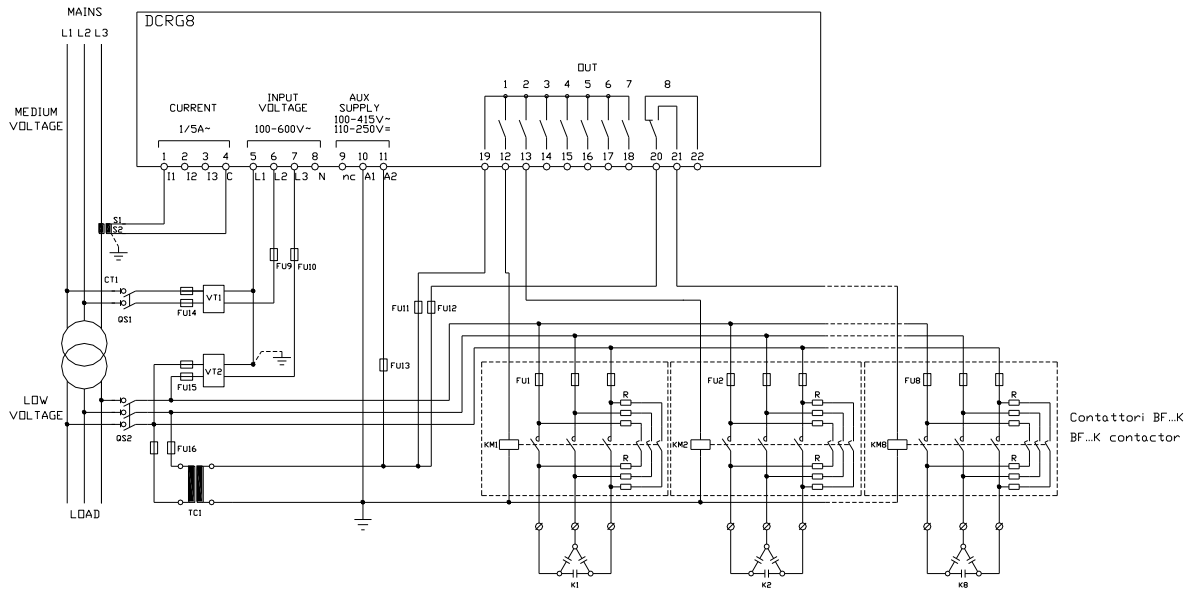 MAINS
L1 L2 L3
DCRG8
OUT
1 2 3 4 5 6 7 8
MEDIUM
VOLTAGE
CURRENT
1/5A~
INPUT
VOLTAGE
100-600V~
AUX
SUPPLY
100-415V~
110-250V=
1 2 3 4 5 6 7 8 9 10 11 19 12 13 14 15 16 17 18 20 21 22
I1 I2 I3 C L1 L2 L3 N nc A1 A2
S1
S2
FU9 FU10
CT1
VT1
FU11 FU12
QS1
FU14
VT2
FU13
FU15
FU1 FU2 FU8
LOW
VOLTAGE
R R R
Contattori BF...K
BF...K contactor
QS2
KM1 KM2 KM8
FU16
R R R
TC1
LOAD
K1 K2 K8